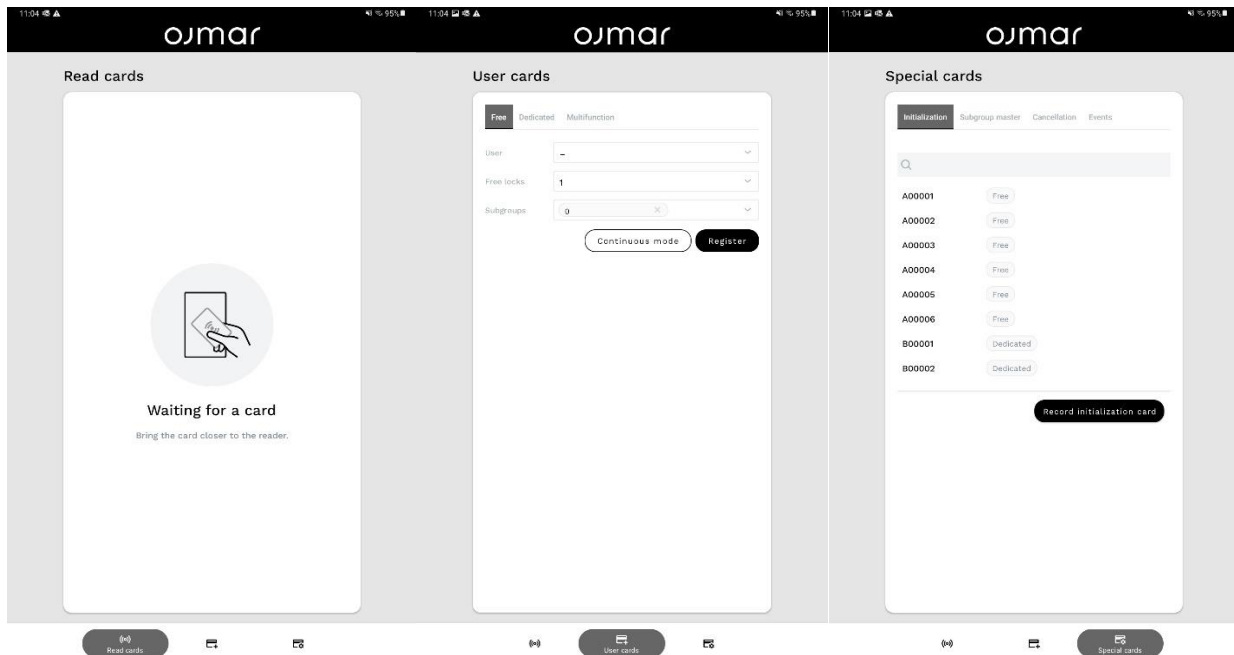 11:04 95%
ojmar
Read cards
Waiting for a card
Bring the card closer to the reader.
Read cards
11:04 95%
ojmar
User cards
Free Dedicated Multifunction
User –
Free locks 1
Subgroups 0
Continuous mode Register
User cards
11:04 95%
ojmar
Special cards
Initialization Subgroup master Cancellation Events
A00001 Free
A00002 Free
A00003 Free
A00004 Free
A00005 Free
A00006 Free
B00001 Dedicated
B00002 Dedicated
Record initialization card
Special cards